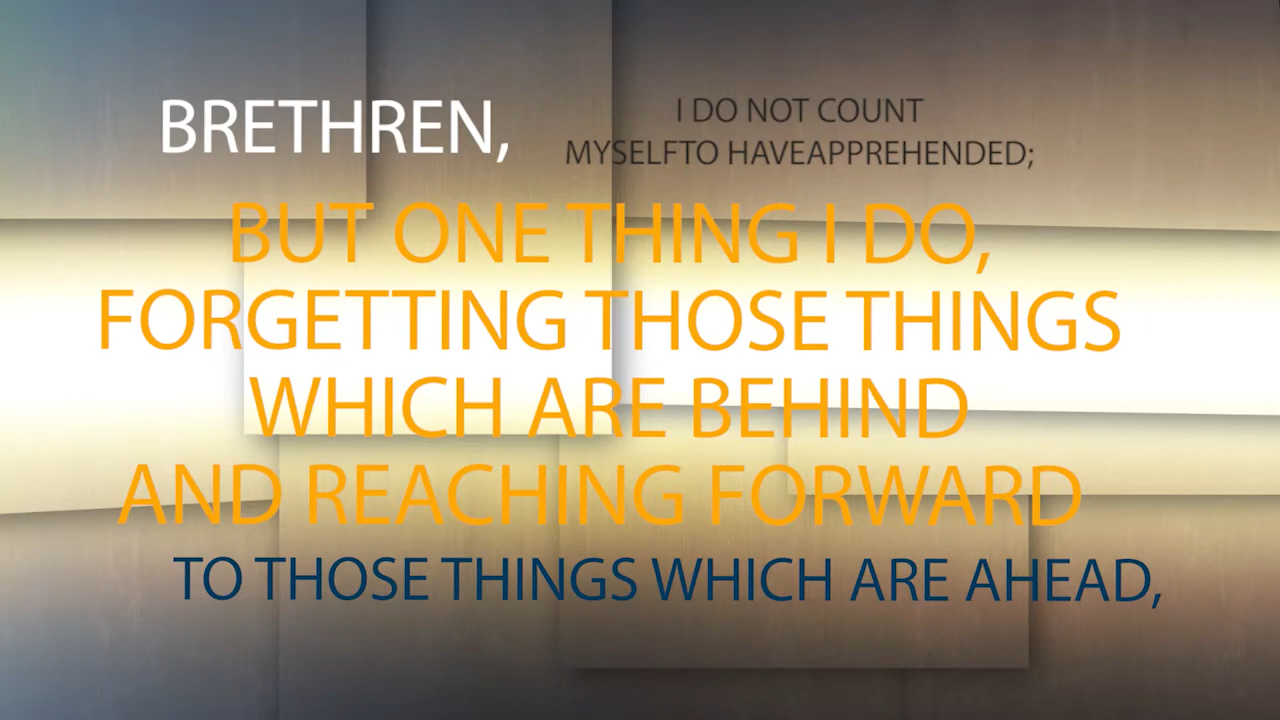 BRETHREN,
I DO NOT COUNT
MYSELFTO HAVEAPPREHENDED;
BUT ONE THING I DO,
FORGETTING THOSE THINGS
WHICH ARE BEHIND
AND REACHING FORWARD
TO THOSE THINGS WHICH ARE AHEAD,